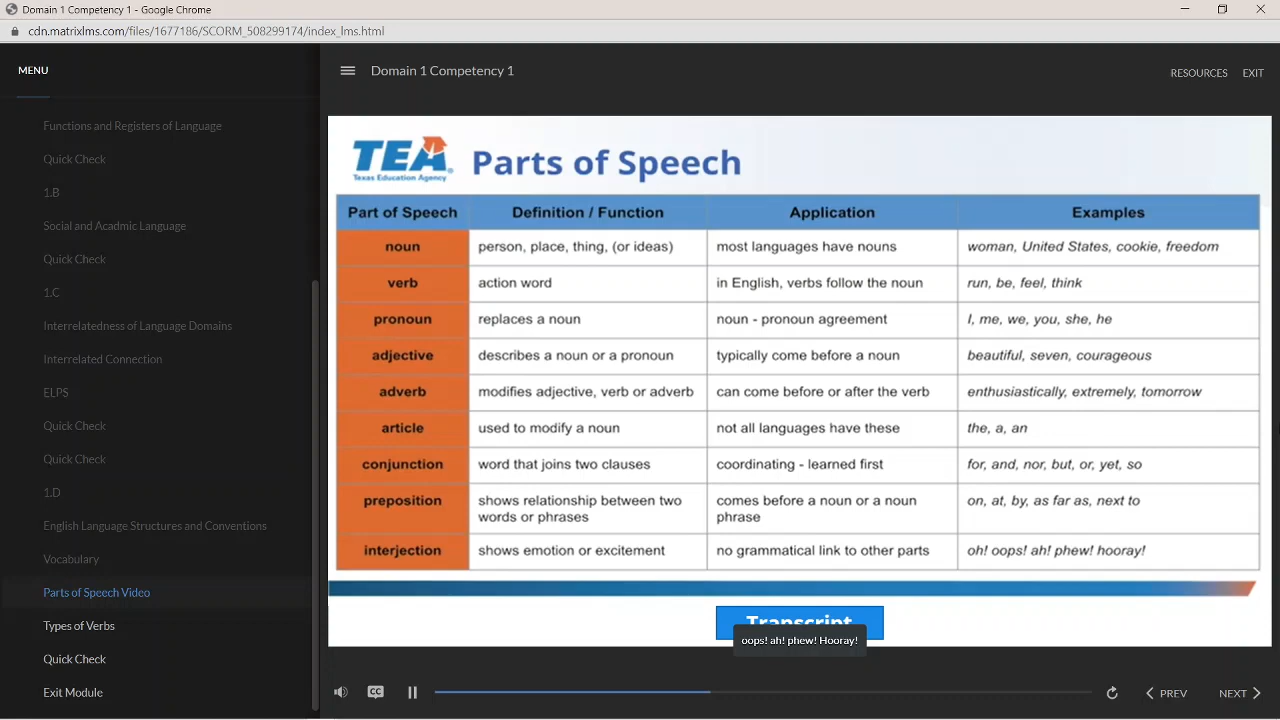 Domain 1 Competency 1 - Google Chrome
cdn.matrixlms.com/files/1677186/SCORM_508299174/index_lms.html
MENU
Functions and Registers of Language
Quick Check
1.B
Social and Acadmic Language
Quick Check
1.C
Interrelatedness of Language Domains
Interrelated Connection
ELPS
Quick Check
Quick Check
1.D
English Language Structures and Conventions
Vocabulary
Parts of Speech Video
Types of Verbs
Quick Check
Exit Module
Domain 1 Competency 1
RESOURCES EXIT
TEA
Texas Education Agency
Parts of Speech
Part of Speech Definition / Function Application Examples
noun person, place, thing, (or ideas) most languages have nouns woman, United States, cookie, freedom
verb action word in English, verbs follow the noun run, be, feel, think
pronoun replaces a noun noun - pronoun agreement I, me, we, you, she, he
adjective describes a noun or a pronoun typically come before a noun beautiful, seven, courageous
adverb modifies adjective, verb or adverb can come before or after the verb enthusiastically, extremely, tomorrow
article used to modify a noun not all languages have these the, a, an
conjunction word that joins two clauses coordinating - learned first for, and, nor, but, or, yet, so
preposition shows relationship between two words or phrases comes before a noun or a noun phrase on, at, by, as far as, next to
interjection shows emotion or excitement no grammatical link to other parts oh! oops! ah! phew! hooray!
Transcript
oops! ah! phew! Hooray!
CC
PREV NEXT